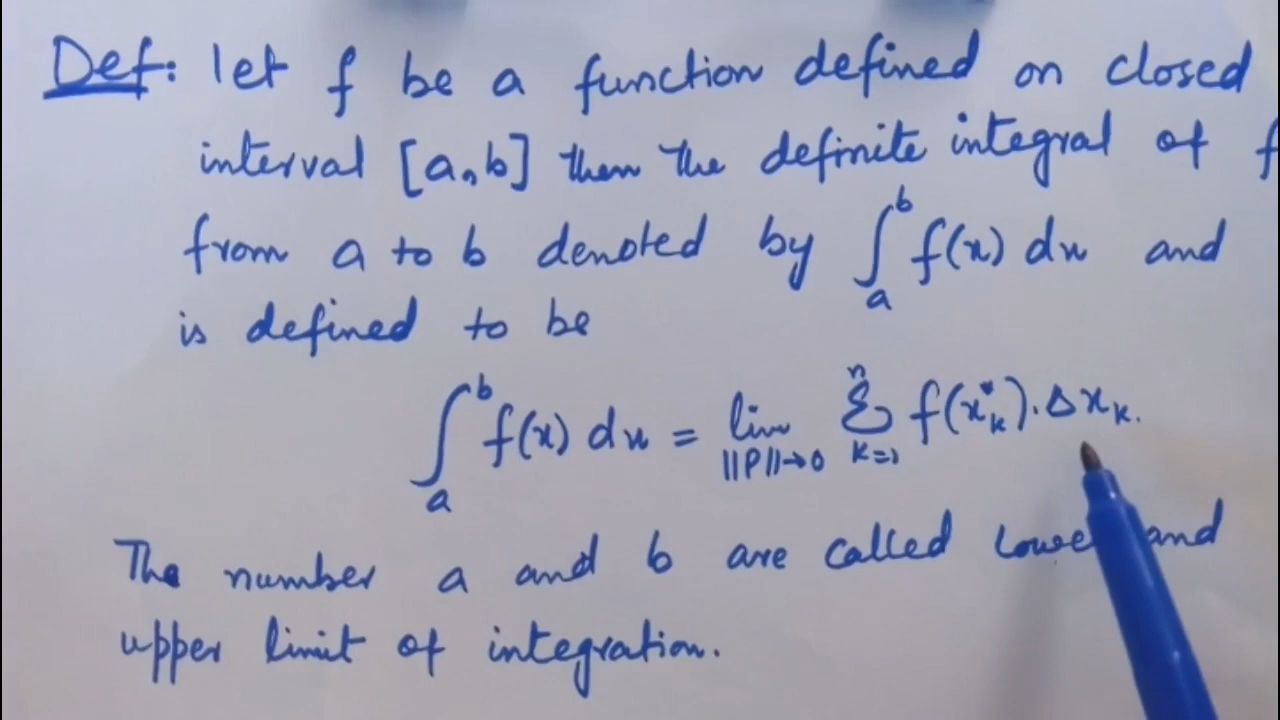 Def: let f be a function defined on closed
interval [a, b] then the definite integral of f
from a to b denoted by ∫_a^b f(x) dx and
is defined to be
∫_a^b f(x) dx = lim_{||P||→0} Σ_{k=1}^n f(x_k^*). Δx_k.
The number a and b are called lower and
upper limit of integration.